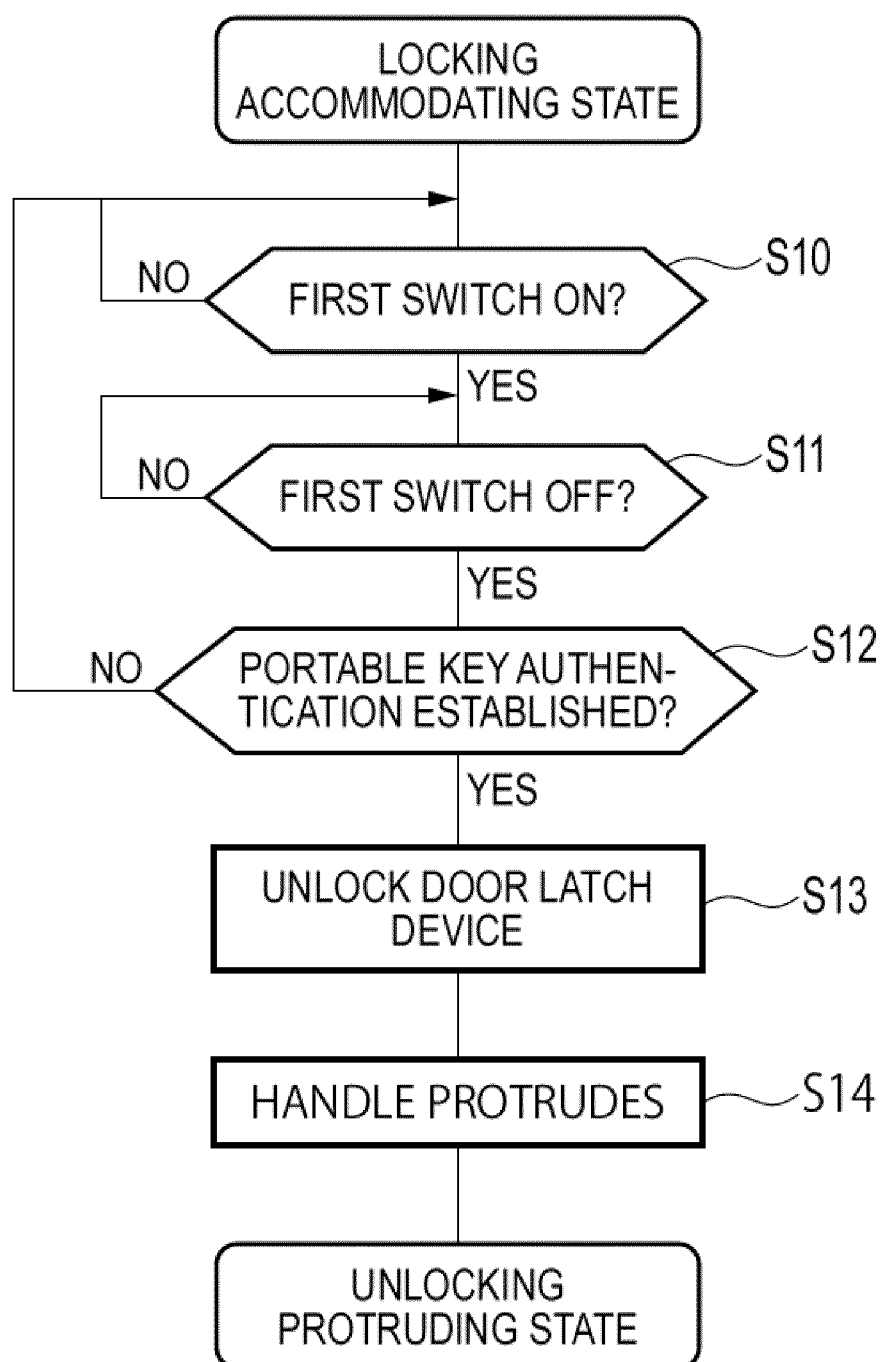 LOCKING
ACCOMMODATING STATE
NO
FIRST SWITCH ON?
S10
YES
NO
FIRST SWITCH OFF?
S11
YES
NO
PORTABLE KEY AUTHEN-
TICATION ESTABLISHED?
S12
YES
UNLOCK DOOR LATCH
DEVICE
S13
HANDLE PROTRUDES
S14
UNLOCKING
PROTRUDING STATE